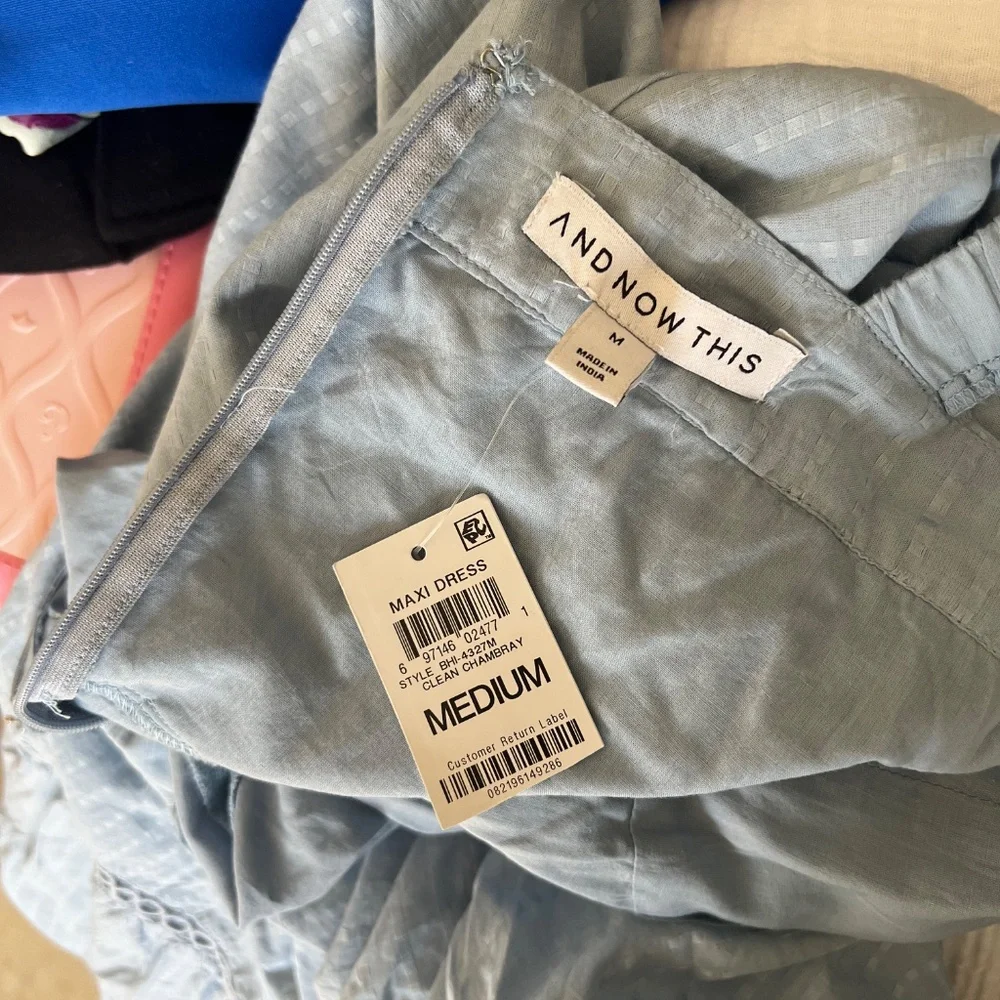 AND NOW THIS
M
MADE IN
INDIA
MAXI DRESS
6 97146 02477 1
STYLE BHI-4327M
CLEAN CHAMBRAY
MEDIUM
Customer Return Label
082196149286